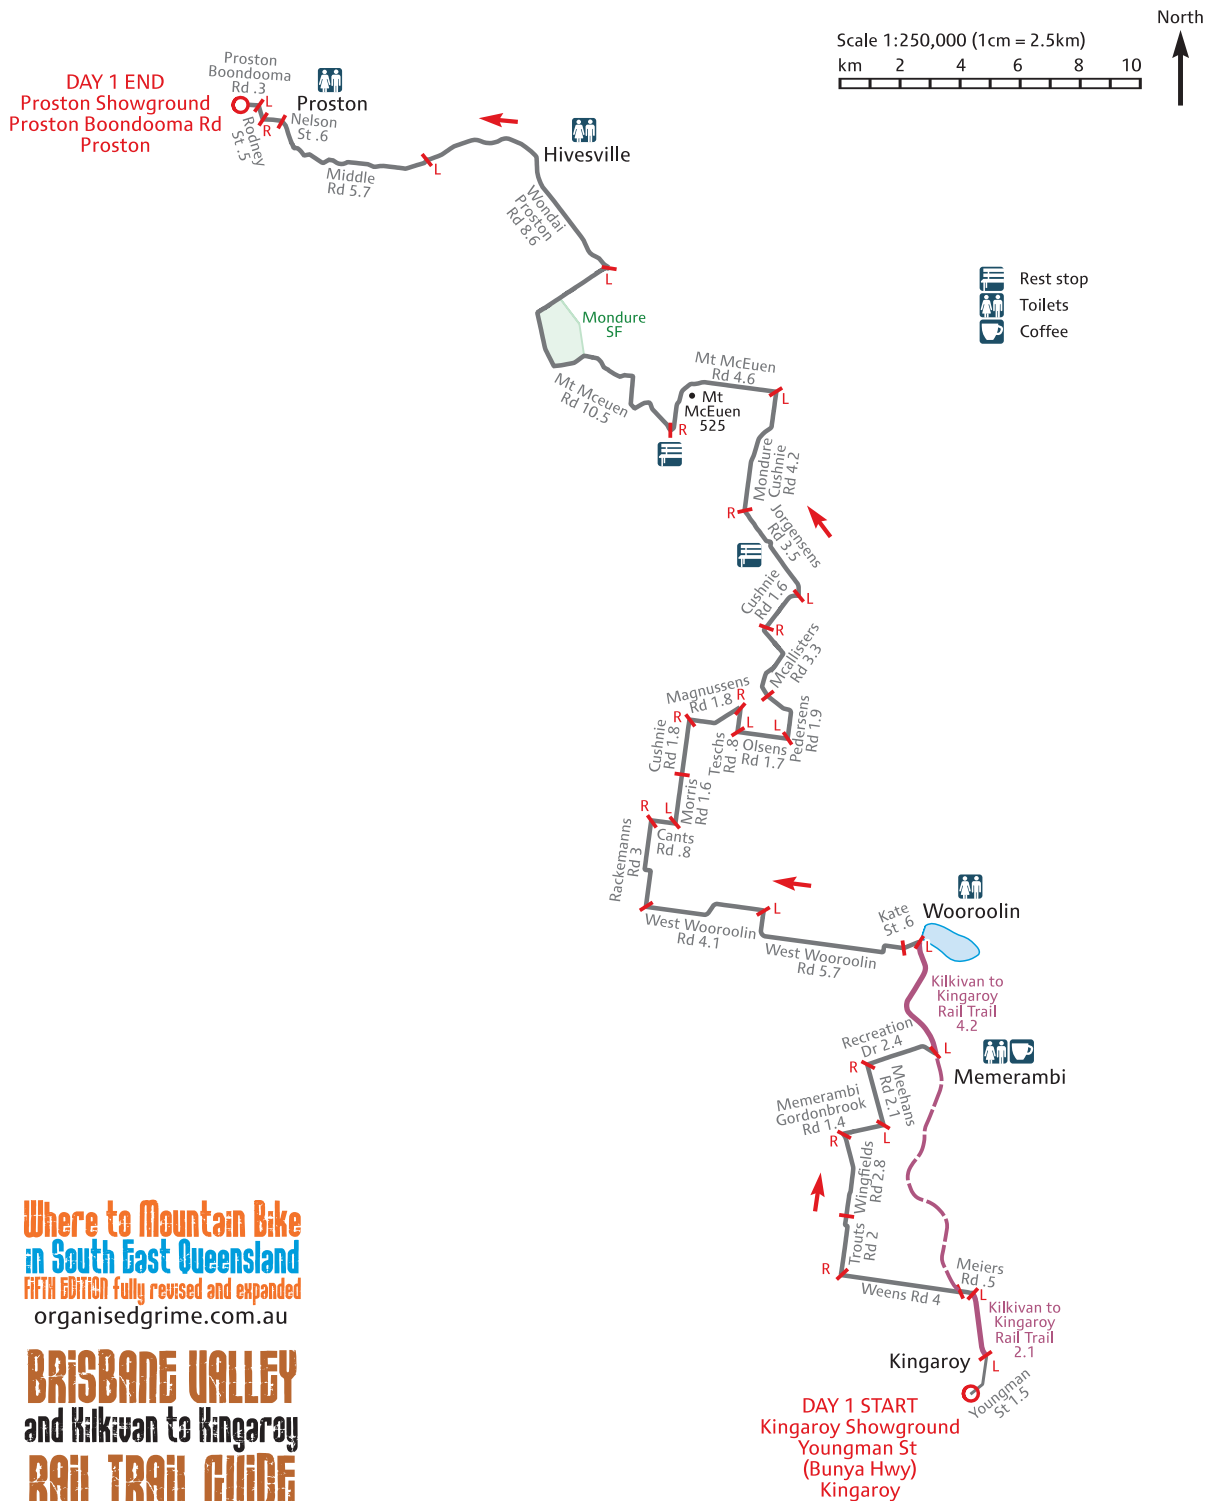 North
Scale 1:250,000 (1cm = 2.5km)
km 2 4 6 8 10
Proston
Boondooma
Rd .3
DAY 1 END
Proston Showground
Proston Boondooma Rd
Proston
L
R
Rodney
St .5
Proston
Nelson
St .6
Middle
Rd 5.7
L
Hivesville
Wondai
Proston
Rd 8.6
L
Rest stop
Toilets
Coffee
Mondure
SF
Mt Mceuen
Rd 10.5
Mt McEuen
Rd 4.6
Mt
McEuen
525
R
L
Mondure
Cushnie
Rd 4.2
R
Jorgensens
Rd 3.5
Cushnie
Rd 1.6
L
R
Mcallisters
Rd 3.3
Magnussens
Rd 1.8
R
R
L
L
Pedersens
Rd 1.9
Olsens
Rd 1.7
Teschs
Rd .8
Cushnie
Rd 1.8
Morris
Rd 1.6
R
L
Cants
Rd .8
Rackemanns
Rd 3
West Wooroolin
Rd 4.1
L
West Wooroolin
Rd 5.7
Kate
St .6
Wooroolin
L
Kilkivan to
Kingaroy
Rail Trail
4.2
Recreation
Dr 2.4
L
Memerambi
R
Meehans
Rd 2.1
Memerambi
Gordonbrook
Rd 1.4
R
L
Wingfields
Rd 2.8
Trouts
Rd 2
R
Weens Rd 4
Meiers
Rd .5
L
Kilkivan to
Kingaroy
Rail Trail
2.1
Kingaroy
L
Youngman
St 1.5
DAY 1 START
Kingaroy Showground
Youngman St
(Bunya Hwy)
Kingaroy
Where to Mountain Bike
in South East Queensland
FIFTH EDITION fully revised and expanded
organisedgrime.com.au
BRISBANE VALLEY
and Kilkivan to Kingaroy
RAIL TRAIL GUIDE